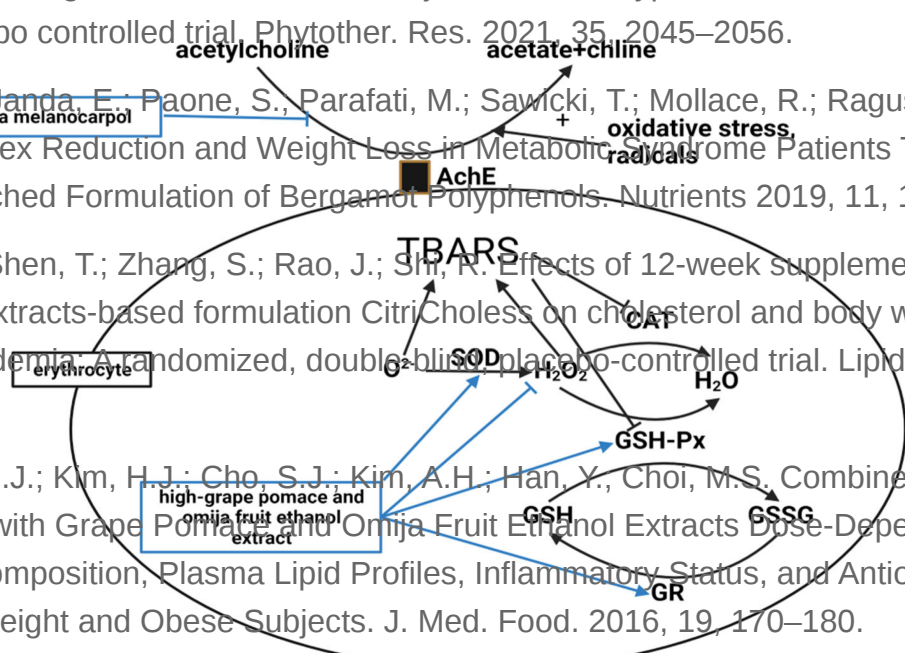 bo controlled trial. Phytother. Res. 2021, 35, 2045–2056.
acetylcholine
acetate+chline
Janda, E.; Paone, S.; Parafati, M.; Sawicki, T.; Mollace, R.; Ragus
a melanocarpol
+
oxidative stress,
radicals
ex Reduction and Weight Loss in Metabolic Syndrome Patients T
AchE
ched Formulation of Bergamot Polyphenols. Nutrients 2019, 11, 1
TBARS
Shen, T.; Zhang, S.; Rao, J.; Shi, R. Effects of 12-week suppleme
xtracts-based formulation CitriCholess on cholesterol and body w
CAT
demia: A randomized, double-blind, placebo-controlled trial. Lipid
erythrocyte
O²⁻
SOD
H₂O₂
H₂O
GSH-Px
.J.; Kim, H.J.; Cho, S.J.; Kim, A.H.; Han, Y.; Choi, M.S. Combine
high-grape pomace and
omija fruit ethanol
extract
GSH
GSSG
with Grape Pomace and Omija Fruit Ethanol Extracts Dose-Depe
omposition, Plasma Lipid Profiles, Inflammatory Status, and Antio
GR
eight and Obese Subjects. J. Med. Food. 2016, 19, 170–180.